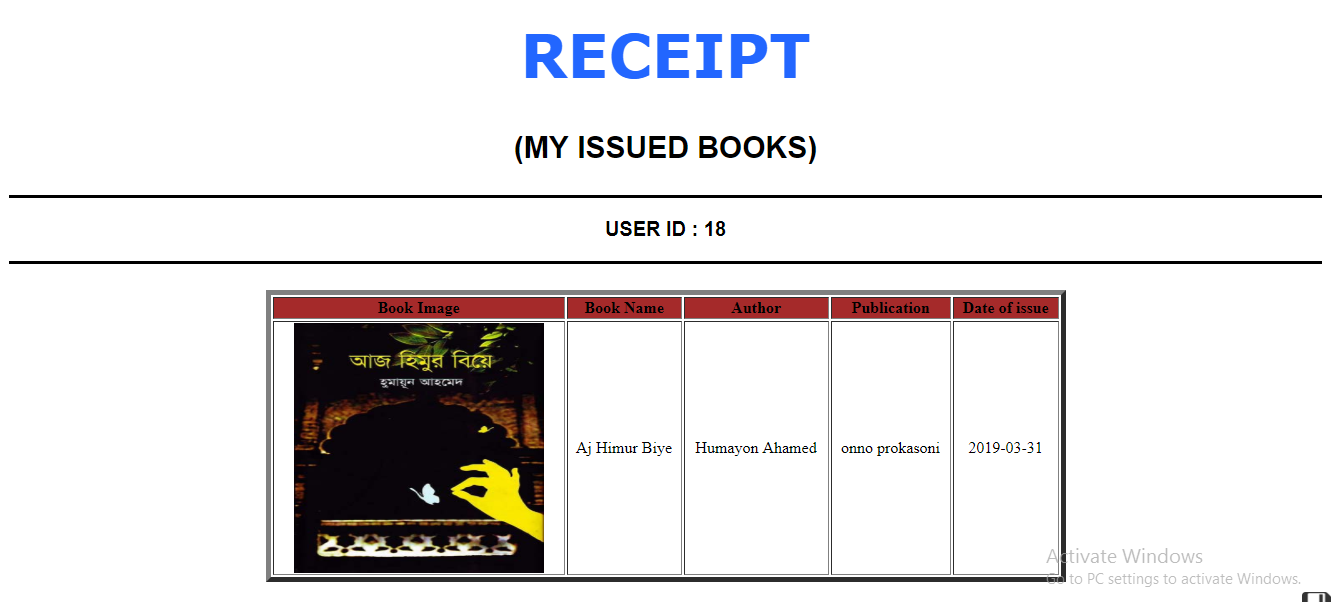 RECEIPT
(MY ISSUED BOOKS)
USER ID : 18
Book Image Book Name Author Publication Date of issue
আজ হিমুর বিয়ে
হুমায়ূন আহমেদ
Aj Himur Biye Humayon Ahamed onno prokasoni 2019-03-31
Activate Windows
Go to PC settings to activate Windows.